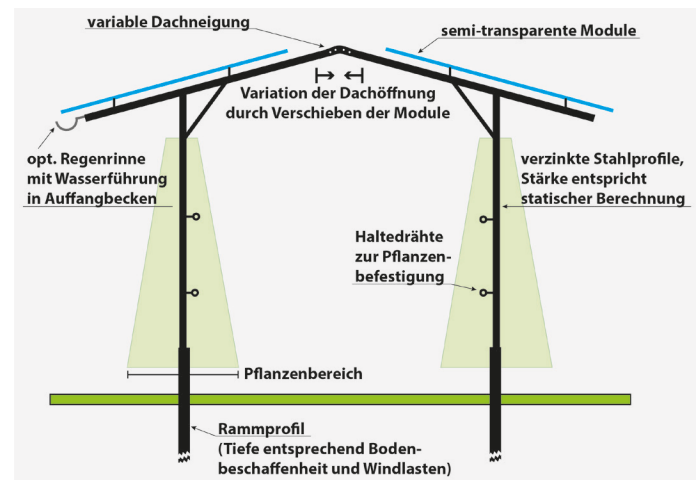 variable Dachneigung
semi-transparente Module
Variation der Dachöffnung
durch Verschieben der Module
opt. Regenrinne
mit Wasserführung
in Auffangbecken
verzinkte Stahlprofile,
Stärke entspricht
statischer Berechnung
Haltedrähte
zur Pflanzen-
befestigung
Pflanzenbereich
Rammprofil
(Tiefe entsprechend Boden-
beschaffenheit und Windlasten)